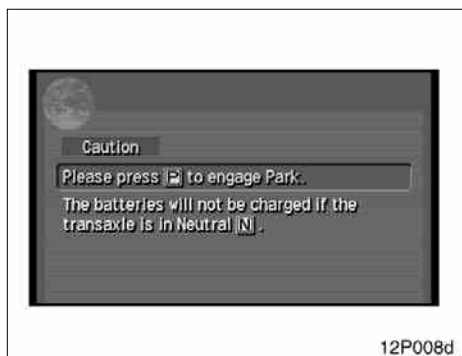 Caution
Please press P to engage Park.
The batteries will not be charged if the
transaxle is in Neutral N .
12P008d